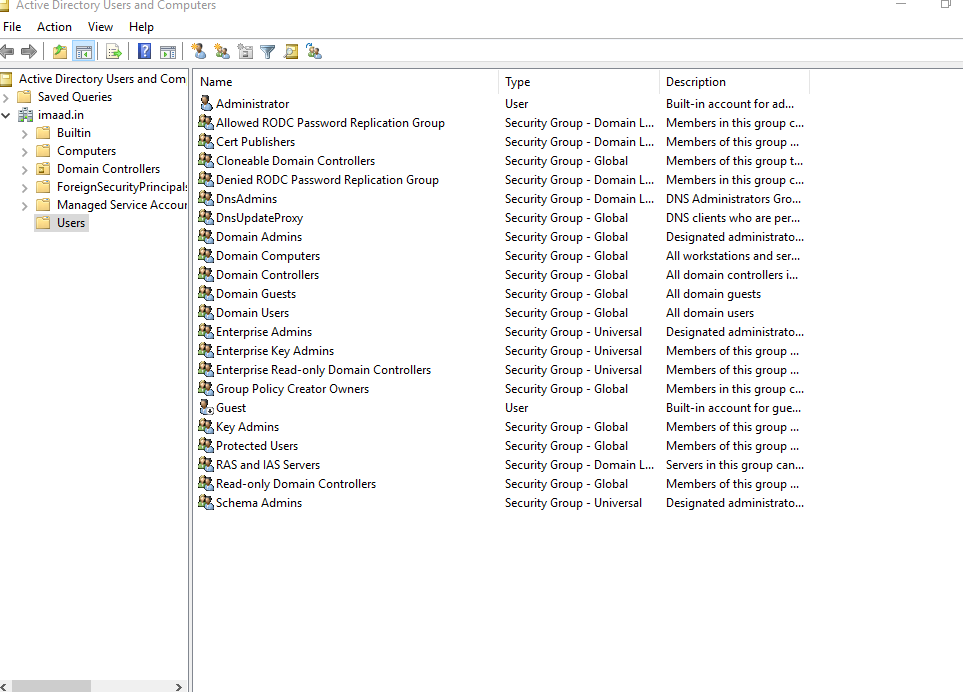 Active Directory Users and Computers
File Action View Help
Active Directory Users and Com
Saved Queries
imaad.in
Builtin
Computers
Domain Controllers
ForeignSecurityPrincipals
Managed Service Accour
Users
Name Type Description
Administrator User Built-in account for ad...
Allowed RODC Password Replication Group Security Group - Domain L... Members in this group c...
Cert Publishers Security Group - Domain L... Members of this group ...
Cloneable Domain Controllers Security Group - Global Members of this group t...
Denied RODC Password Replication Group Security Group - Domain L... Members in this group c...
DnsAdmins Security Group - Domain L... DNS Administrators Gro...
DnsUpdateProxy Security Group - Global DNS clients who are per...
Domain Admins Security Group - Global Designated administrato...
Domain Computers Security Group - Global All workstations and ser...
Domain Controllers Security Group - Global All domain controllers i...
Domain Guests Security Group - Global All domain guests
Domain Users Security Group - Global All domain users
Enterprise Admins Security Group - Universal Designated administrato...
Enterprise Key Admins Security Group - Universal Members of this group ...
Enterprise Read-only Domain Controllers Security Group - Universal Members of this group ...
Group Policy Creator Owners Security Group - Global Members in this group c...
Guest User Built-in account for gue...
Key Admins Security Group - Global Members of this group ...
Protected Users Security Group - Global Members of this group ...
RAS and IAS Servers Security Group - Domain L... Servers in this group can...
Read-only Domain Controllers Security Group - Global Members of this group ...
Schema Admins Security Group - Universal Designated administrato...